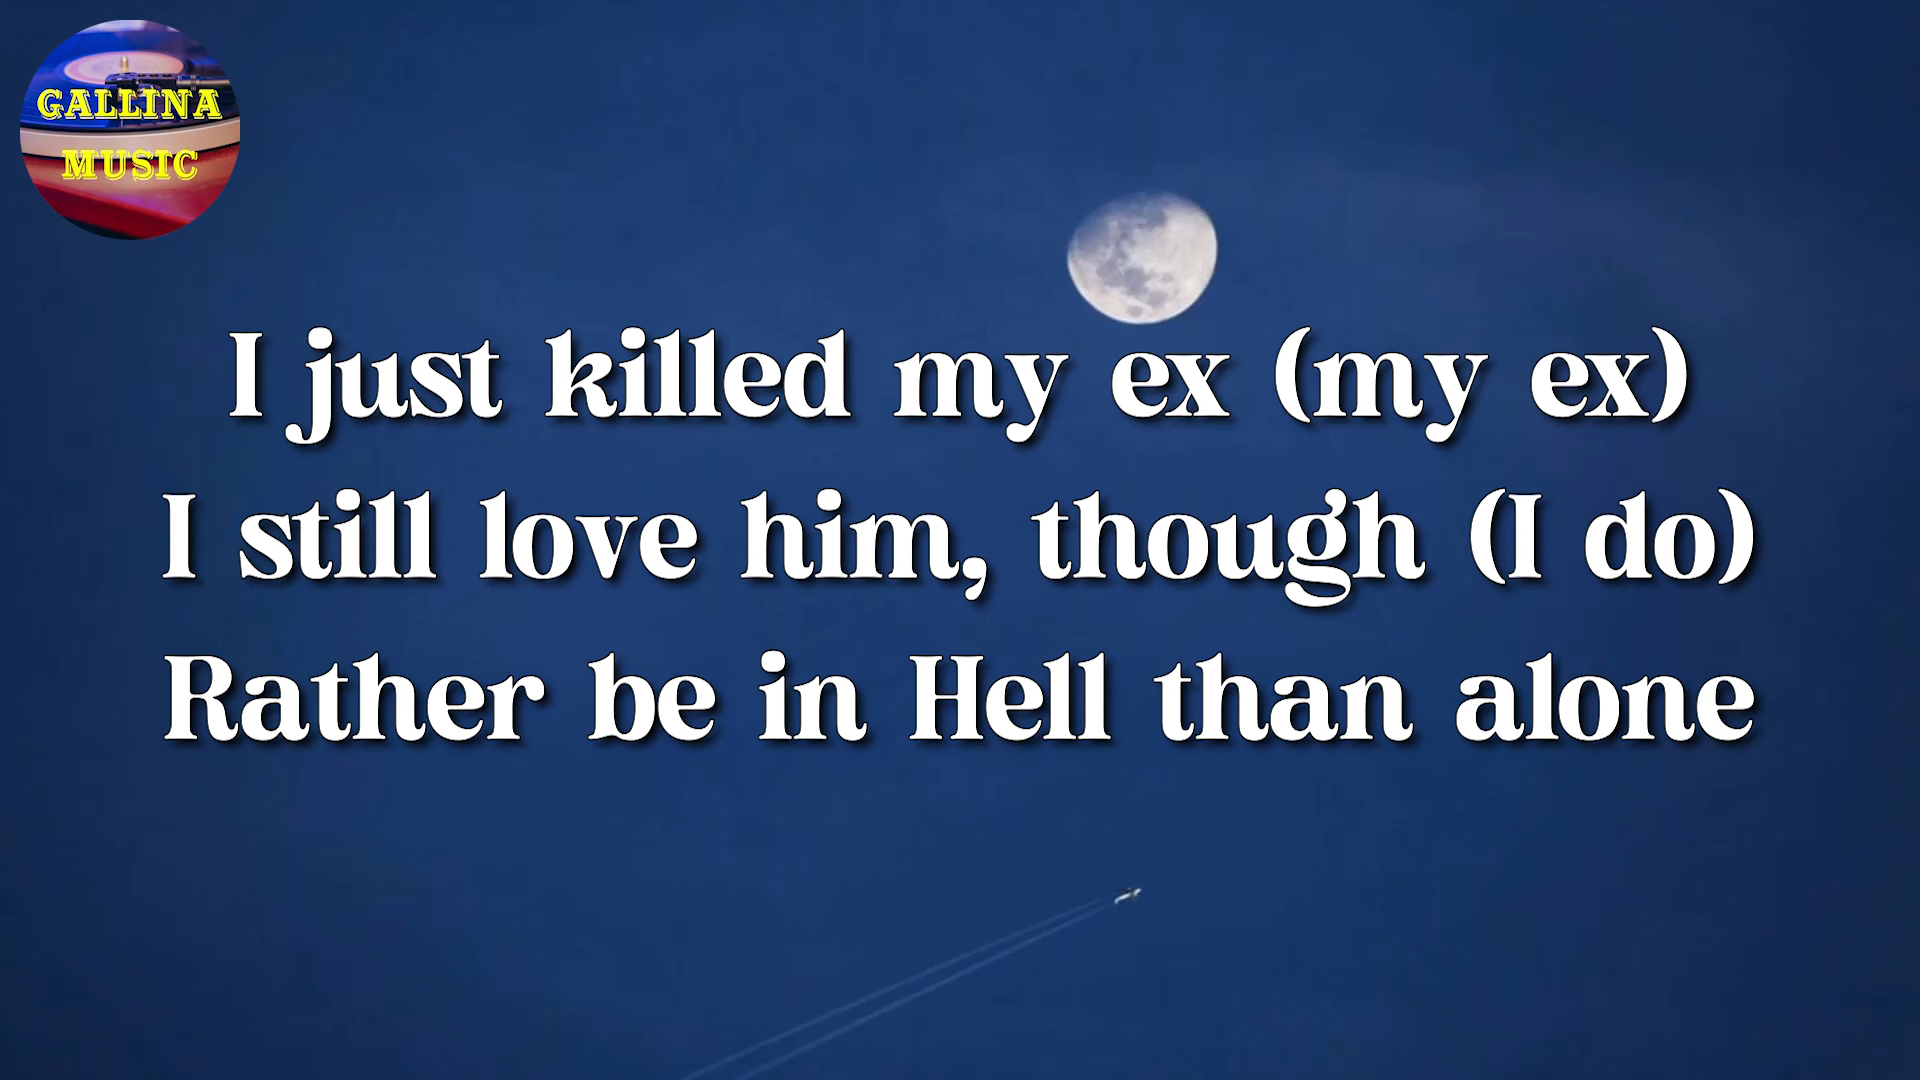 GALLINA
MUSIC
I just killed my ex (my ex)
I still love him, though (I do)
Rather be in Hell than alone